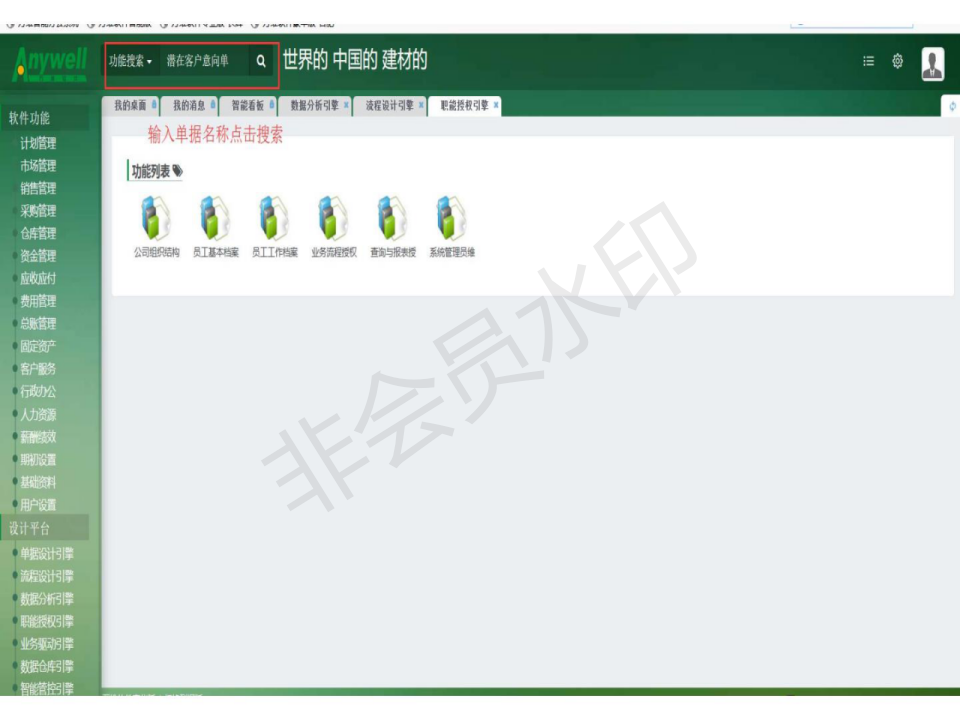 Anywell
功能搜索 潜在客户意向单
世界的 中国的 建材的
我的桌面 我的消息 智能看板 数据分析引擎 流程设计引擎 职能授权引擎
输入单据名称点击搜索
功能列表
公司组织结构 员工基本档案 员工工作档案 业务流程授权 查询与报表授 系统管理员维
软件功能
计划管理
市场管理
销售管理
采购管理
仓库管理
资金管理
应收应付
费用管理
总账管理
固定资产
客户服务
行政办公
人力资源
薪酬绩效
期初设置
基础资料
用户设置
设计平台
单据设计引擎
流程设计引擎
数据分析引擎
职能授权引擎
业务驱动引擎
数据仓库引擎
智能管控引擎
非会员水印